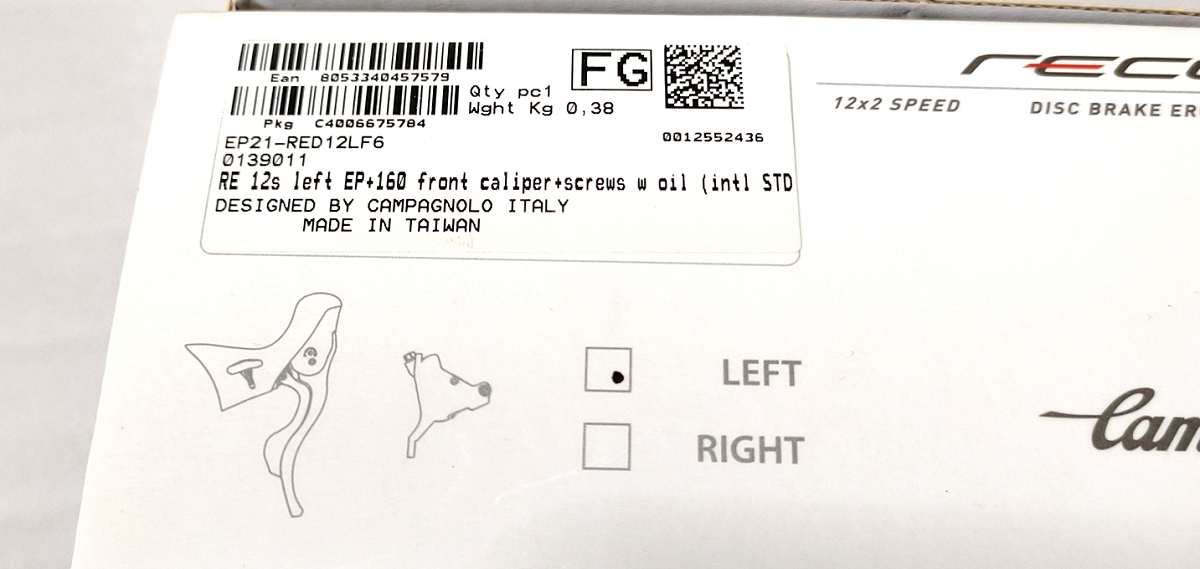 Ean 8053340457579
FG
Qty pc1
Wght Kg 0,38
Pkg C4006675784
0012552436
EP21-RED12LF6
0139011
RE 12s left EP+160 front caliper+screws w oil (intl STD
DESIGNED BY CAMPAGNOLO ITALY
MADE IN TAIWAN
12x2 SPEED
DISC BRAKE
LEFT
RIGHT